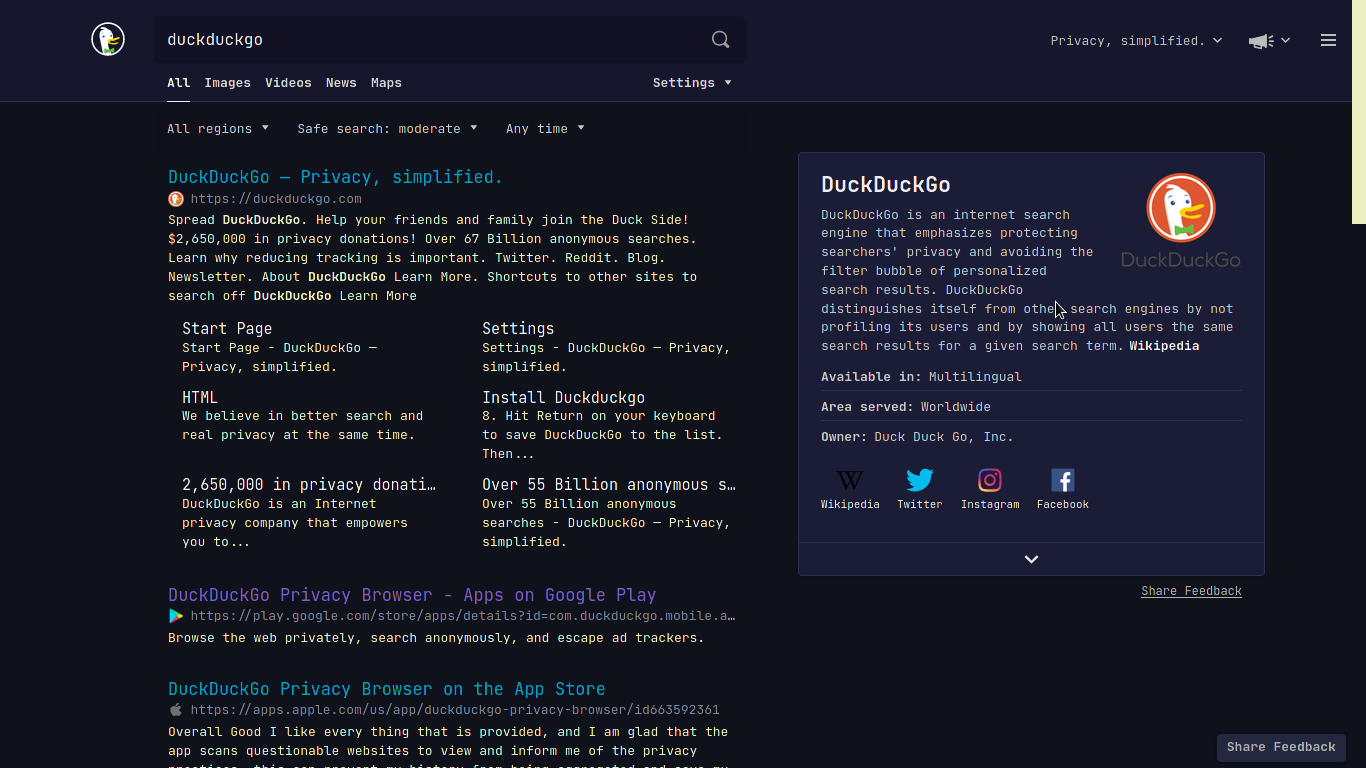 duckduckgo
Privacy, simplified.
All Images Videos News Maps
Settings
All regions
Safe search: moderate
Any time
DuckDuckGo — Privacy, simplified.
https://duckduckgo.com
Spread DuckDuckGo. Help your friends and family join the Duck Side!
$2,650,000 in privacy donations! Over 67 Billion anonymous searches.
Learn why reducing tracking is important. Twitter. Reddit. Blog.
Newsletter. About DuckDuckGo Learn More. Shortcuts to other sites to
search off DuckDuckGo Learn More
Start Page
Start Page - DuckDuckGo —
Privacy, simplified.
Settings
Settings - DuckDuckGo — Privacy,
simplified.
HTML
We believe in better search and
real privacy at the same time.
Install Duckduckgo
8. Hit Return on your keyboard
to save DuckDuckGo to the list.
Then...
2,650,000 in privacy donati…
DuckDuckGo is an Internet
privacy company that empowers
you to...
Over 55 Billion anonymous s…
Over 55 Billion anonymous
searches - DuckDuckGo — Privacy,
simplified.
DuckDuckGo Privacy Browser - Apps on Google Play
https://play.google.com/store/apps/details?id=com.duckduckgo.mobile.a…
Browse the web privately, search anonymously, and escape ad trackers.
DuckDuckGo Privacy Browser on the App Store
https://apps.apple.com/us/app/duckduckgo-privacy-browser/id663592361
Overall Good I like every thing that is provided, and I am glad that the
app scans questionable websites to view and inform me of the privacy
DuckDuckGo
DuckDuckGo is an internet search
engine that emphasizes protecting
searchers' privacy and avoiding the
filter bubble of personalized
search results. DuckDuckGo
distinguishes itself from other search engines by not
profiling its users and by showing all users the same
search results for a given search term. Wikipedia
DuckDuckGo
Available in: Multilingual
Area served: Worldwide
Owner: Duck Duck Go, Inc.
Wikipedia Twitter Instagram Facebook
Share Feedback
Share Feedback